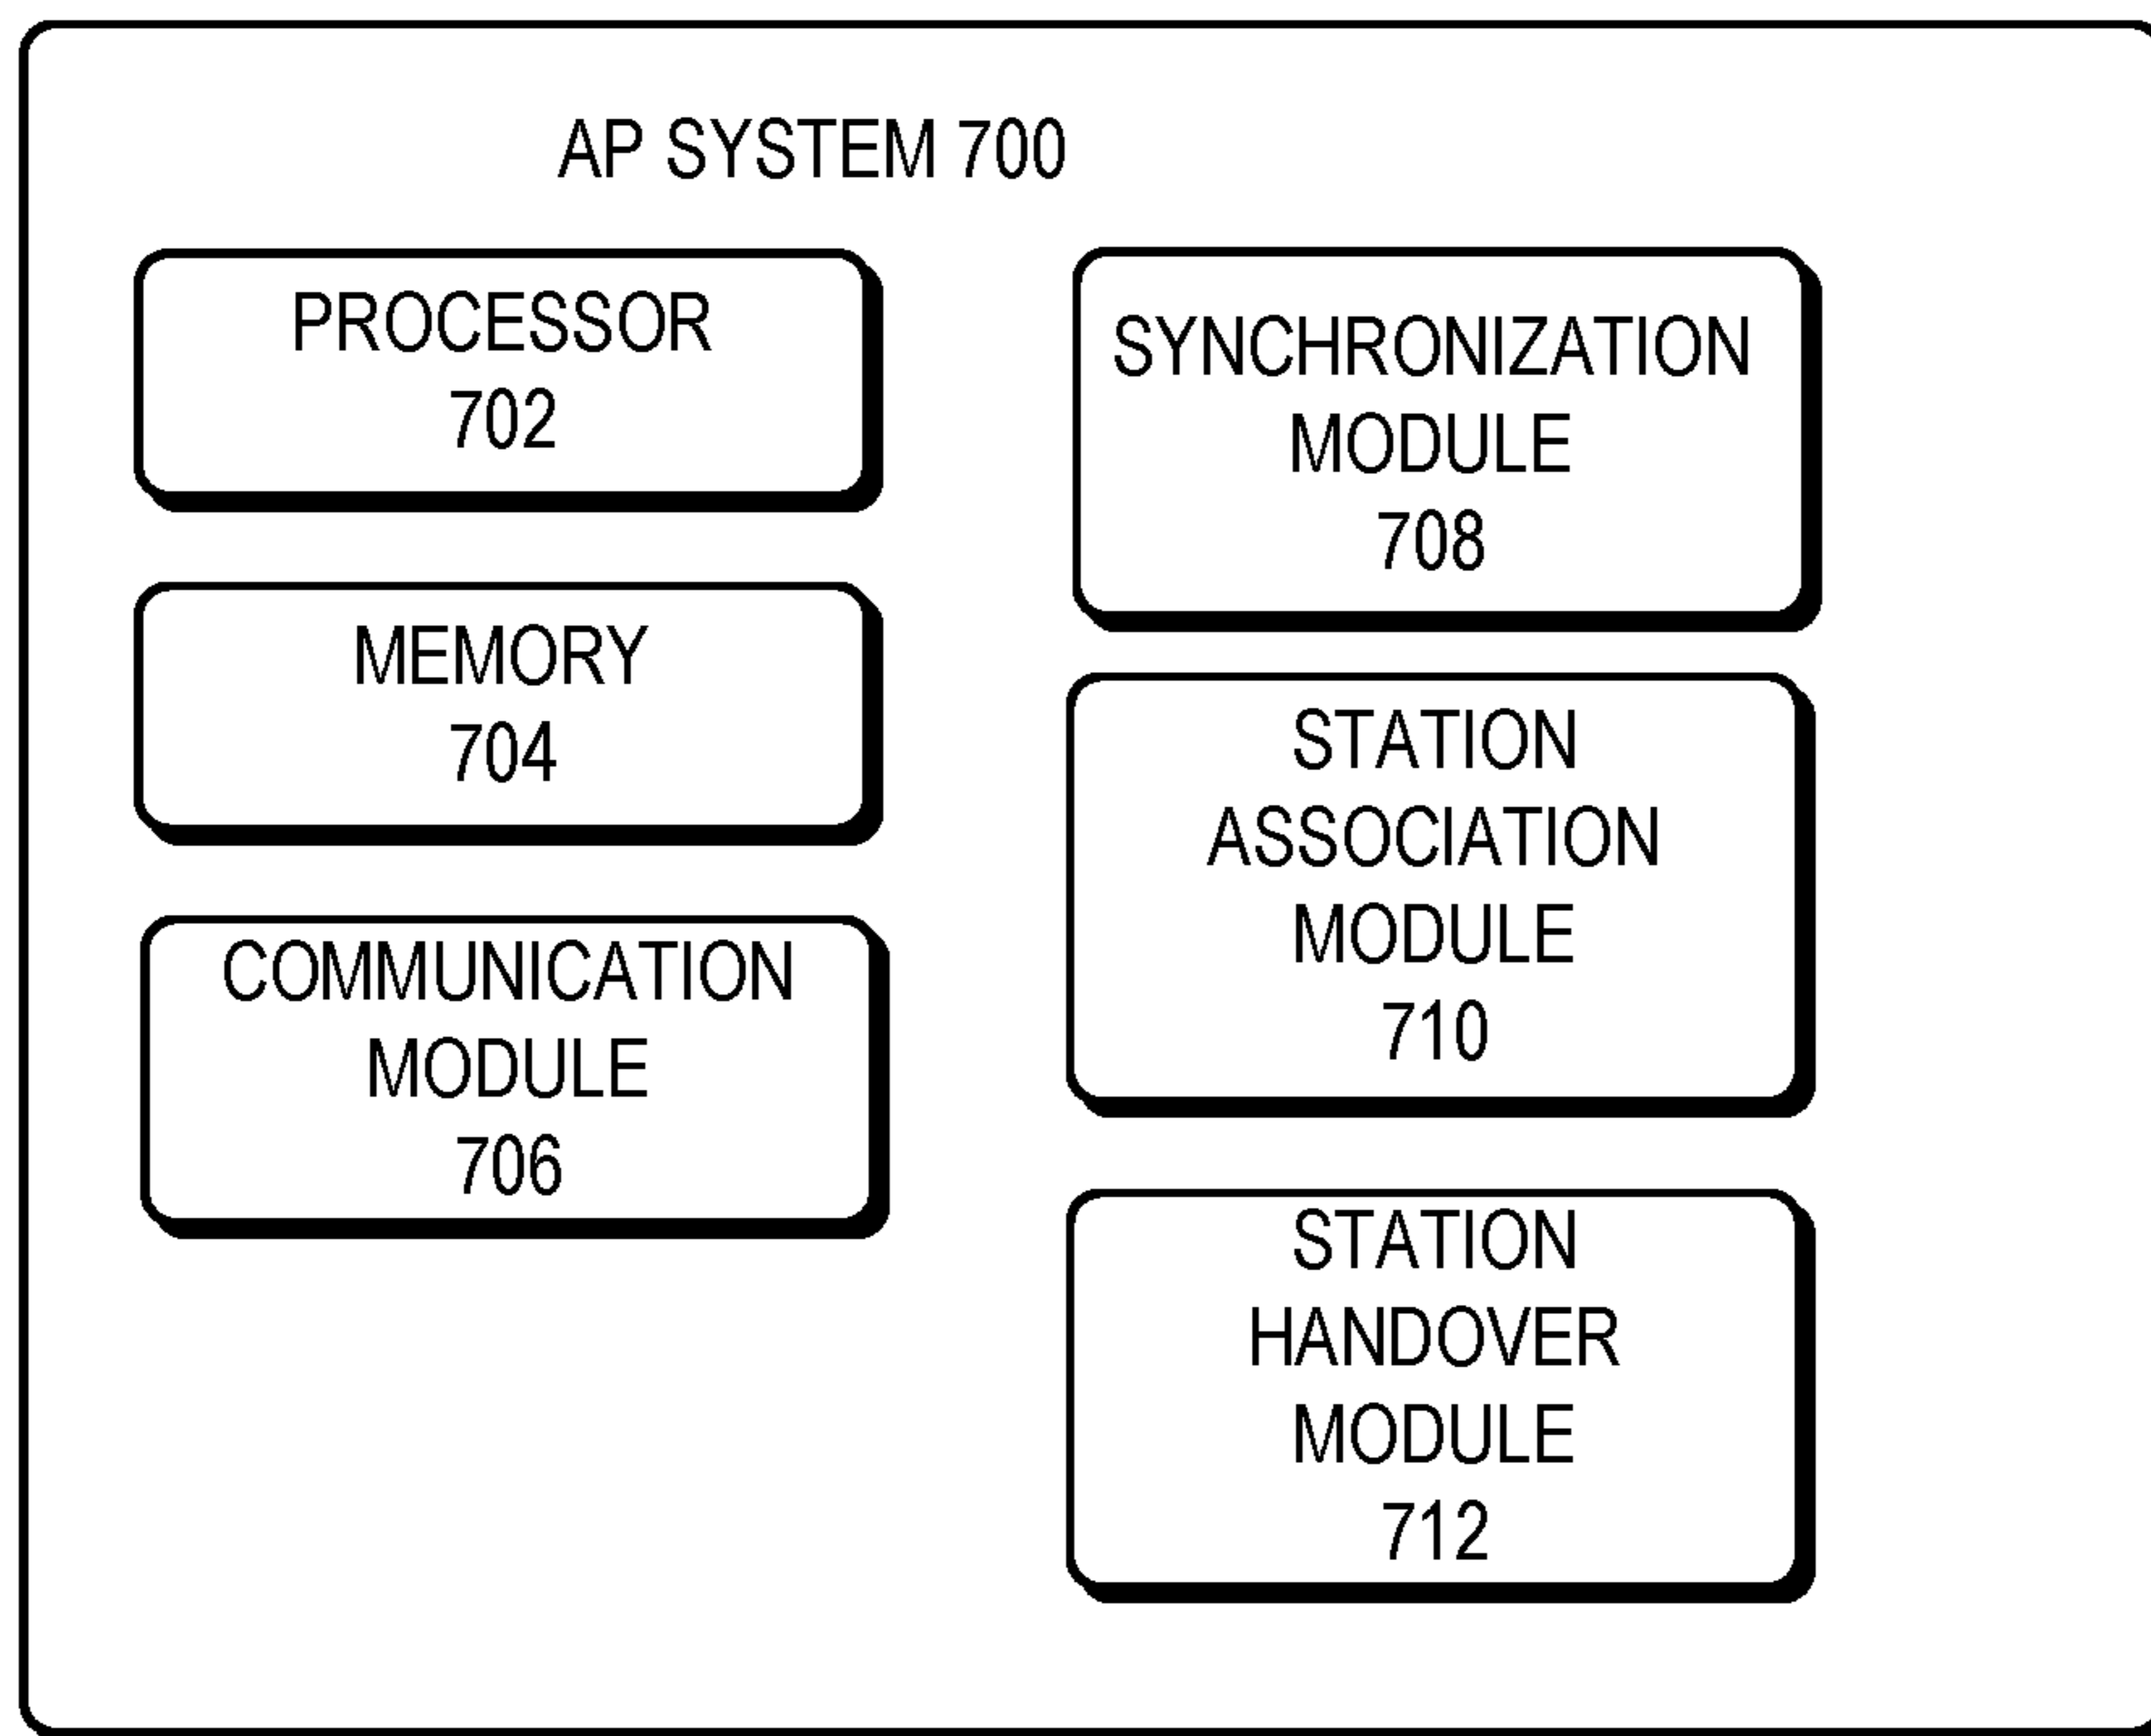 AP SYSTEM 700
PROCESSOR
702
MEMORY
704
COMMUNICATION
MODULE
706
SYNCHRONIZATION
MODULE
708
STATION
ASSOCIATION
MODULE
710
STATION
HANDOVER
MODULE
712